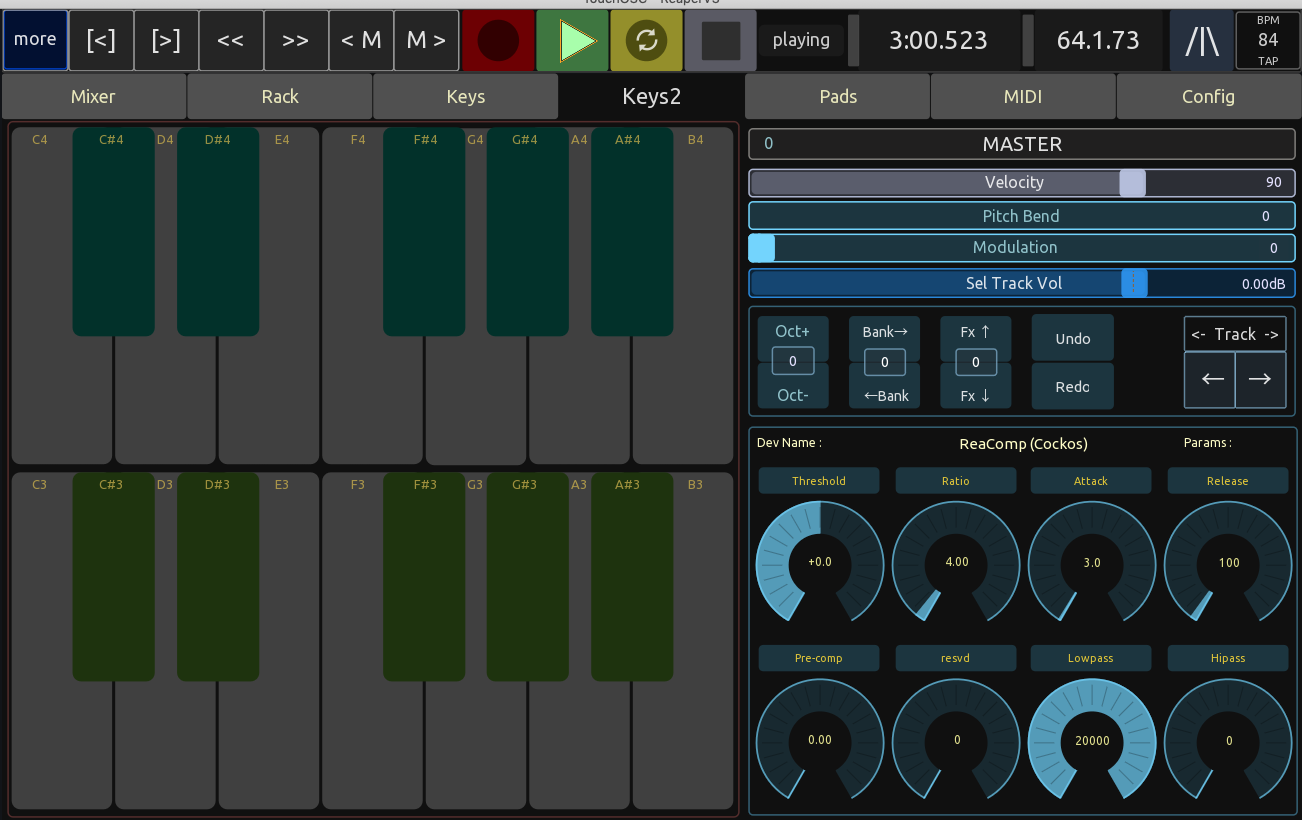 TouchOSC - ReaperV3
more [<] [>] << >> < M M > playing 3:00.523 64.1.73 /|\ BPM
84
TAP
Mixer Rack Keys Keys2 Pads MIDI Config
C4 C#4 D4 D#4 E4 F4 F#4 G4 G#4 A4 A#4 B4
C3 C#3 D3 D#3 E3 F3 F#3 G3 G#3 A3 A#3 B3
0 MASTER
Velocity 90
Pitch Bend 0
Modulation 0
Sel Track Vol 0.00dB
Oct+ Bank→ Fx ↑ Undo <- Track ->
0 0 0
Oct- ←Bank Fx ↓ Redo ← →
Dev Name : ReaComp (Cockos) Params :
Threshold Ratio Attack Release
+0.0 4.00 3.0 100
Pre-comp resvd Lowpass Hipass
0.00 0 20000 0